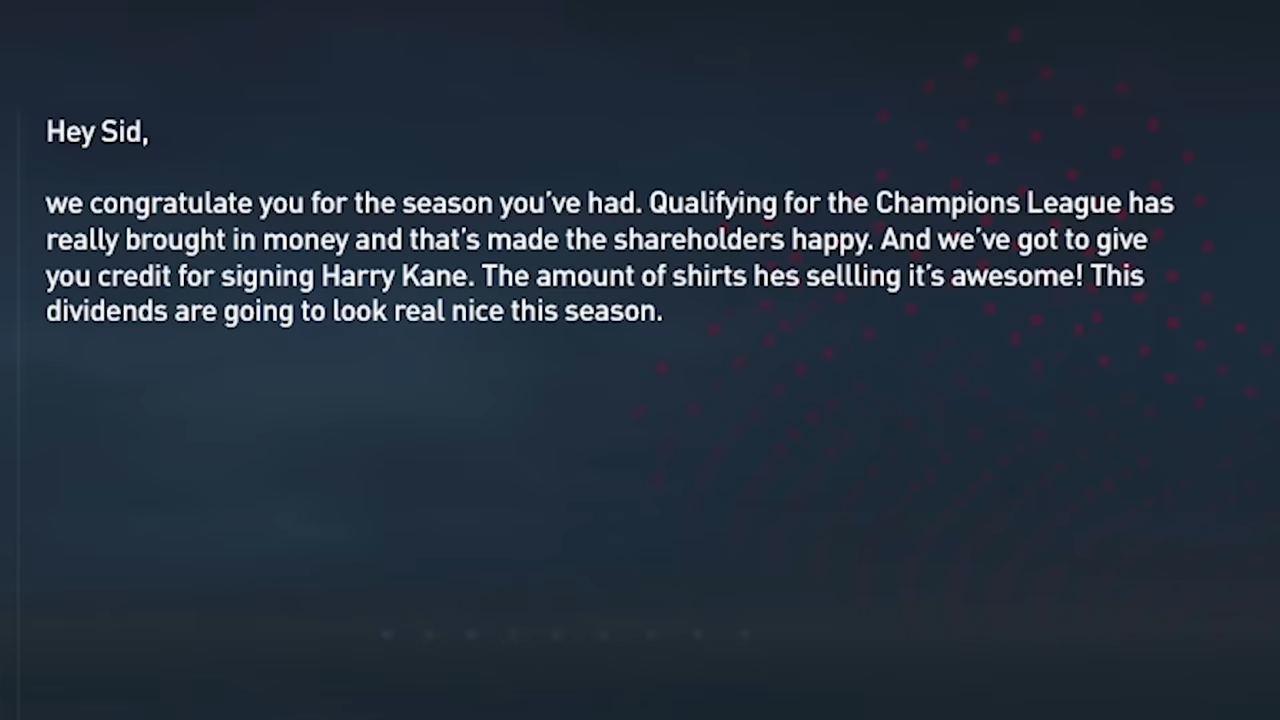 Hey Sid,
we congratulate you for the season you've had. Qualifying for the Champions League has
really brought in money and that's made the shareholders happy. And we've got to give
you credit for signing Harry Kane. The amount of shirts hes sellling it's awesome! This
dividends are going to look real nice this season.